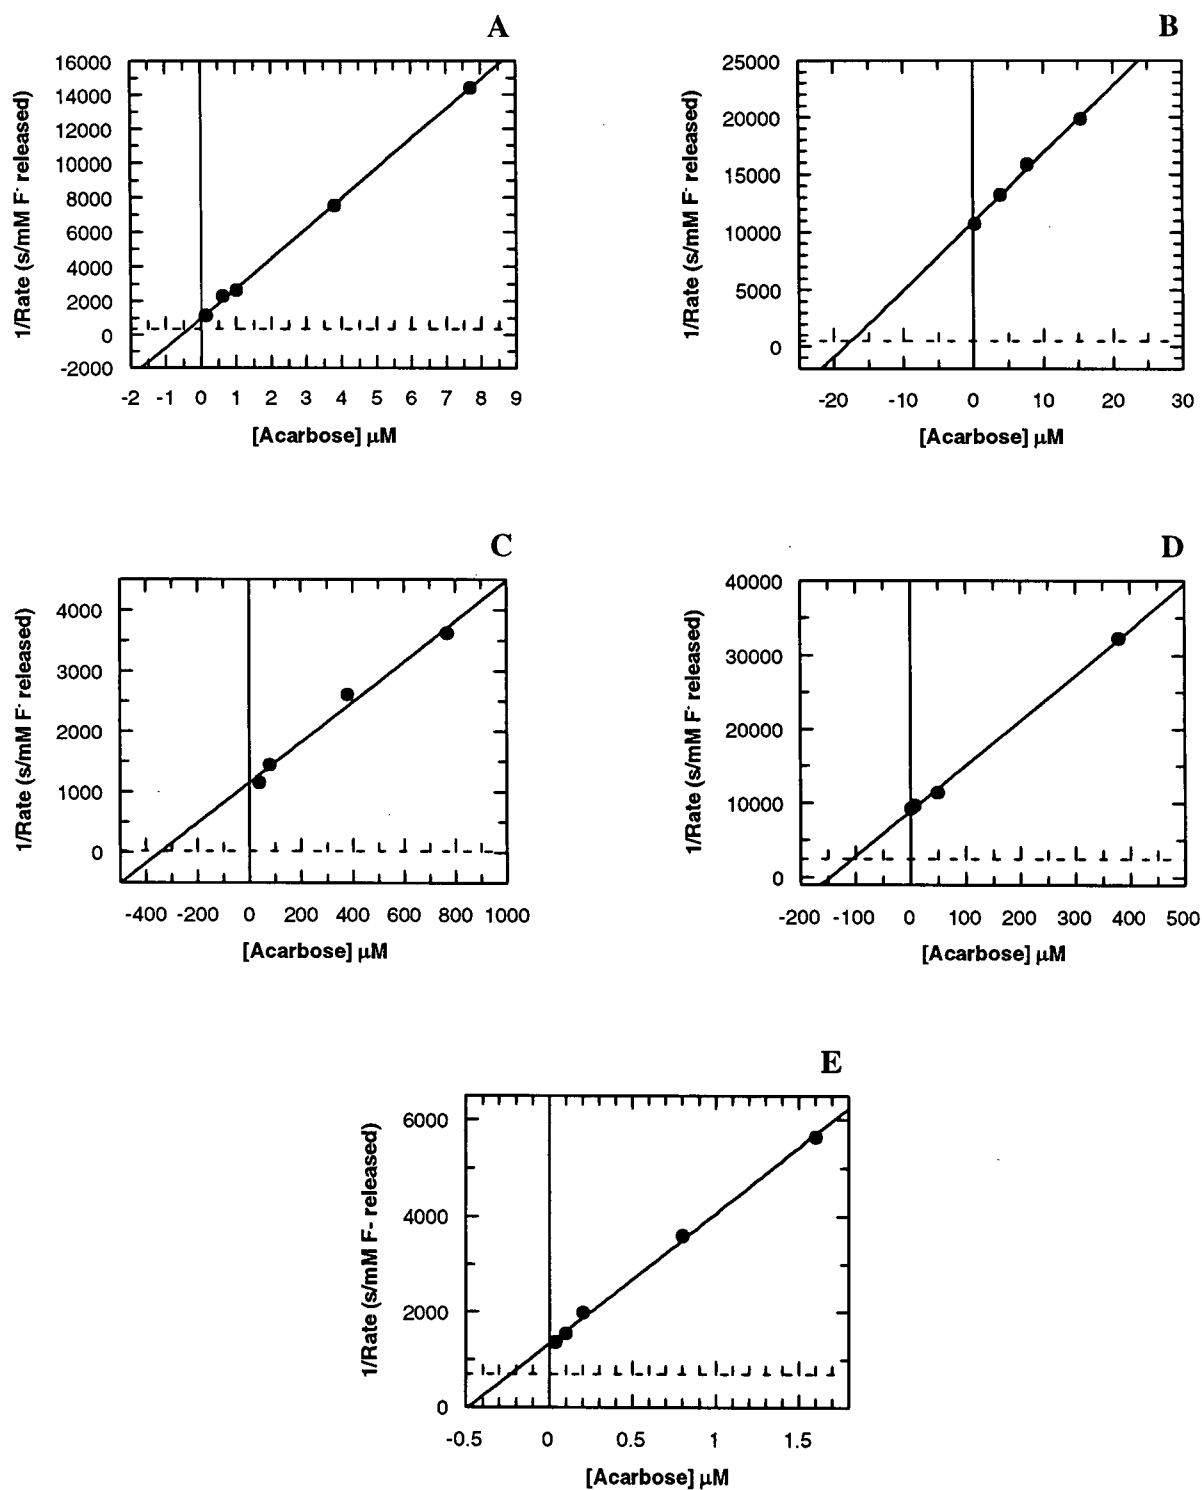 A
1/Rate (s/mM F⁻ released)
16000
14000
12000
10000
8000
6000
4000
2000
0
-2000
-2 -1 0 1 2 3 4 5 6 7 8 9
[Acarbose] µM
B
1/Rate (s/mM F⁻ released)
25000
20000
15000
10000
5000
0
-20 -10 0 10 20 30
[Acarbose] µM
C
1/Rate (s/mM F⁻ released)
4000
3000
2000
1000
0
-400 -200 0 200 400 600 800 1000
[Acarbose] µM
D
1/Rate (s/mM F⁻ released)
40000
30000
20000
10000
0
-200 -100 0 100 200 300 400 500
[Acarbose] µM
E
1/Rate (s/mM F- released)
6000
4000
2000
0
-0.5 0 0.5 1 1.5
[Acarbose] µM